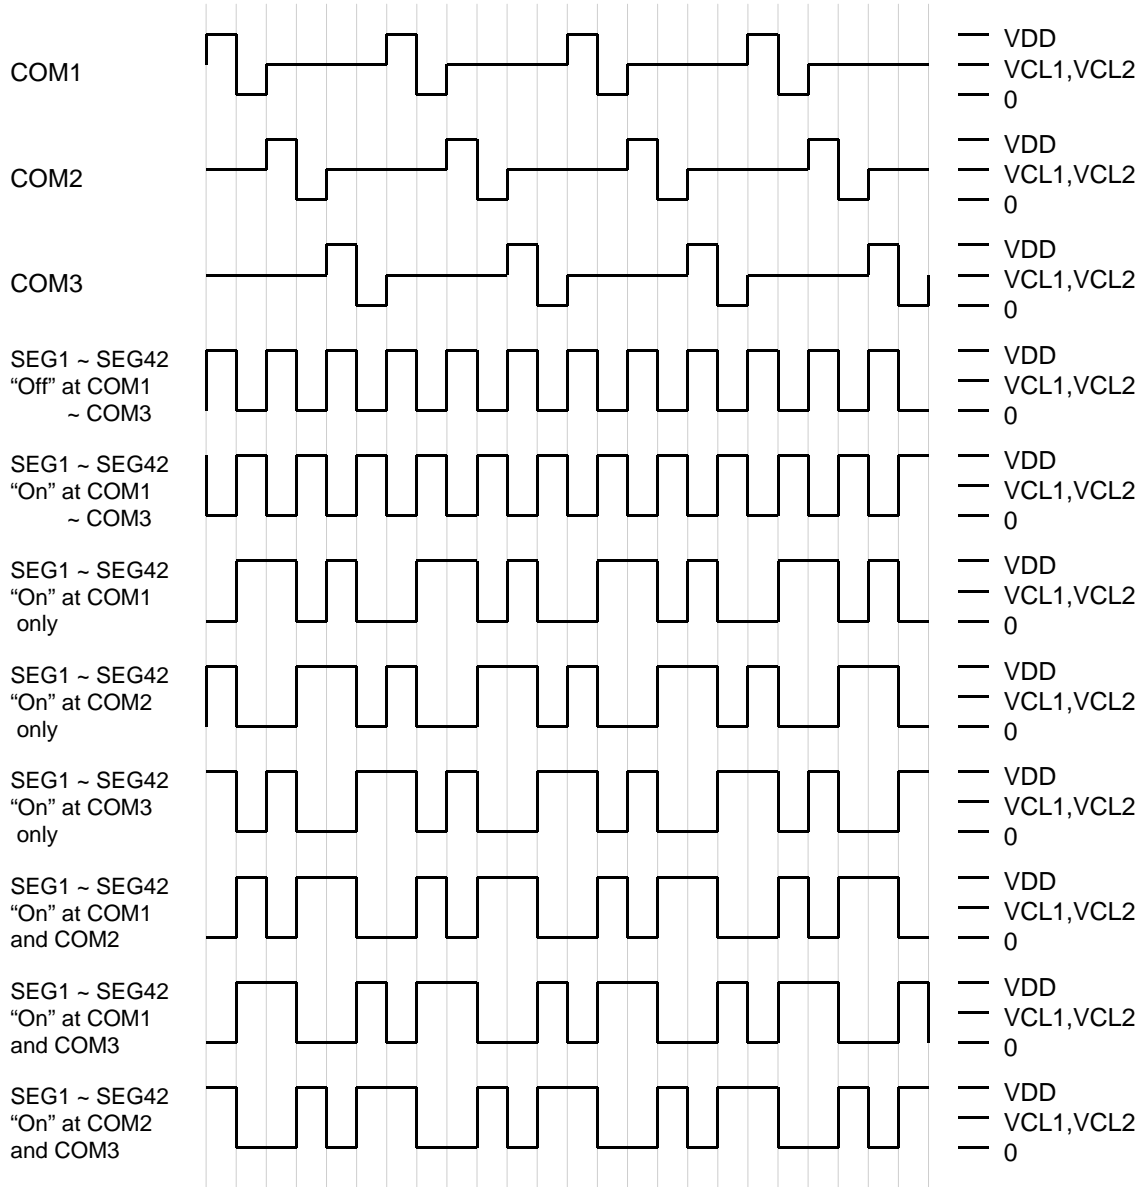 COM1
VDD
VCL1,VCL2
0
COM2
VDD
VCL1,VCL2
0
COM3
VDD
VCL1,VCL2
0
SEG1 ~ SEG42
“Off” at COM1
~ COM3
VDD
VCL1,VCL2
0
SEG1 ~ SEG42
“On” at COM1
~ COM3
VDD
VCL1,VCL2
0
SEG1 ~ SEG42
“On” at COM1
only
VDD
VCL1,VCL2
0
SEG1 ~ SEG42
“On” at COM2
only
VDD
VCL1,VCL2
0
SEG1 ~ SEG42
“On” at COM3
only
VDD
VCL1,VCL2
0
SEG1 ~ SEG42
“On” at COM1
and COM2
VDD
VCL1,VCL2
0
SEG1 ~ SEG42
“On” at COM1
and COM3
VDD
VCL1,VCL2
0
SEG1 ~ SEG42
“On” at COM2
and COM3
VDD
VCL1,VCL2
0